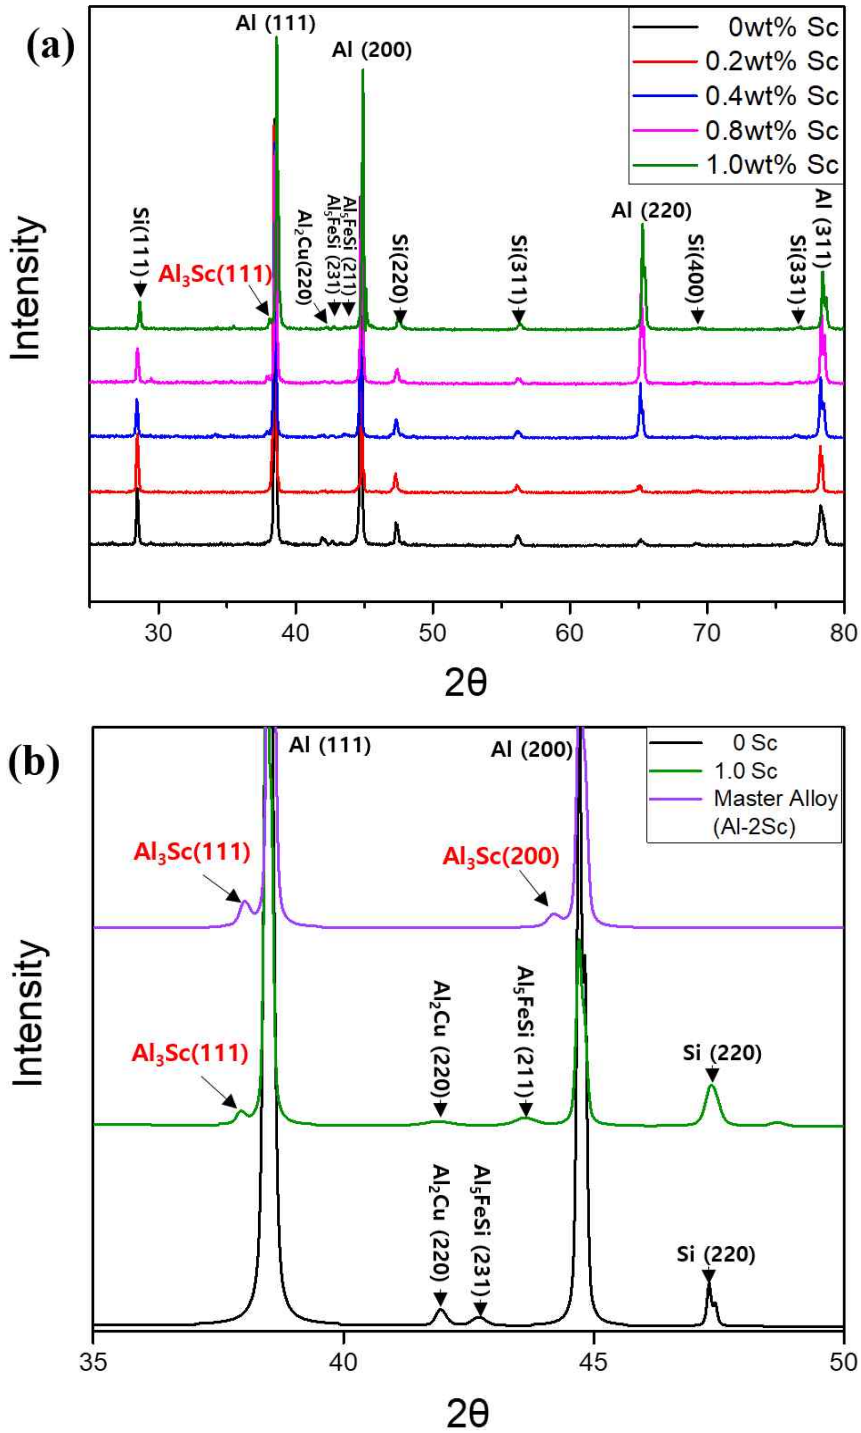 (a)
Al (111)
Al (200)
0wt% Sc
0.2wt% Sc
0.4wt% Sc
0.8wt% Sc
1.0wt% Sc
Si(111)
Al₃Sc(111)
Al₂Cu(220)
Al₅FeSi (231)
Al₅FeSi (211)
Si(220)
Si(311)
Al (220)
Si(400)
Si(331)
Al (311)
Intensity
30
40
50
60
70
80
2θ
(b)
Al (111)
Al (200)
0 Sc
1.0 Sc
Master Alloy
(Al-2Sc)
Al₃Sc(111)
Al₃Sc(200)
Al₃Sc(111)
Al₂Cu (220)
Al₅FeSi (211)
Si (220)
Al₂Cu (220)
Al₅FeSi (231)
Si (220)
Intensity
35
40
45
50
2θ